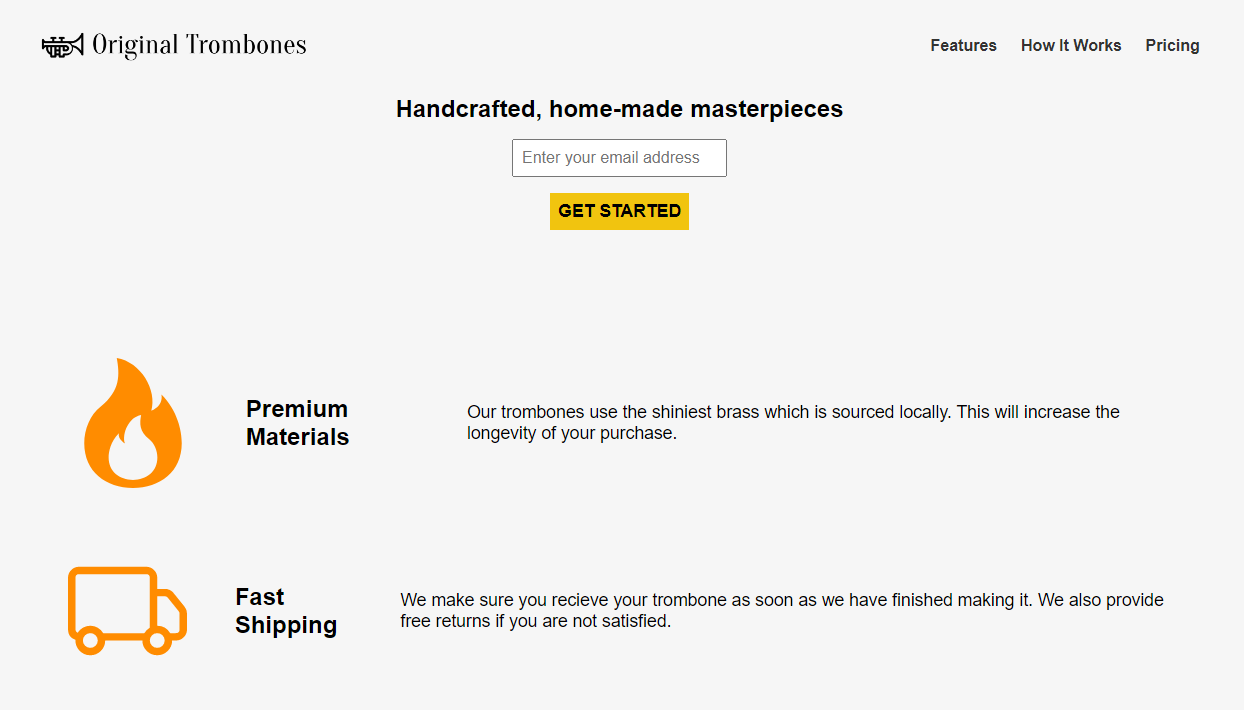 Original Trombones
Features How It Works Pricing
Handcrafted, home-made masterpieces
Enter your email address
GET STARTED
Premium
Materials
Our trombones use the shiniest brass which is sourced locally. This will increase the
longevity of your purchase.
Fast
Shipping
We make sure you recieve your trombone as soon as we have finished making it. We also provide
free returns if you are not satisfied.